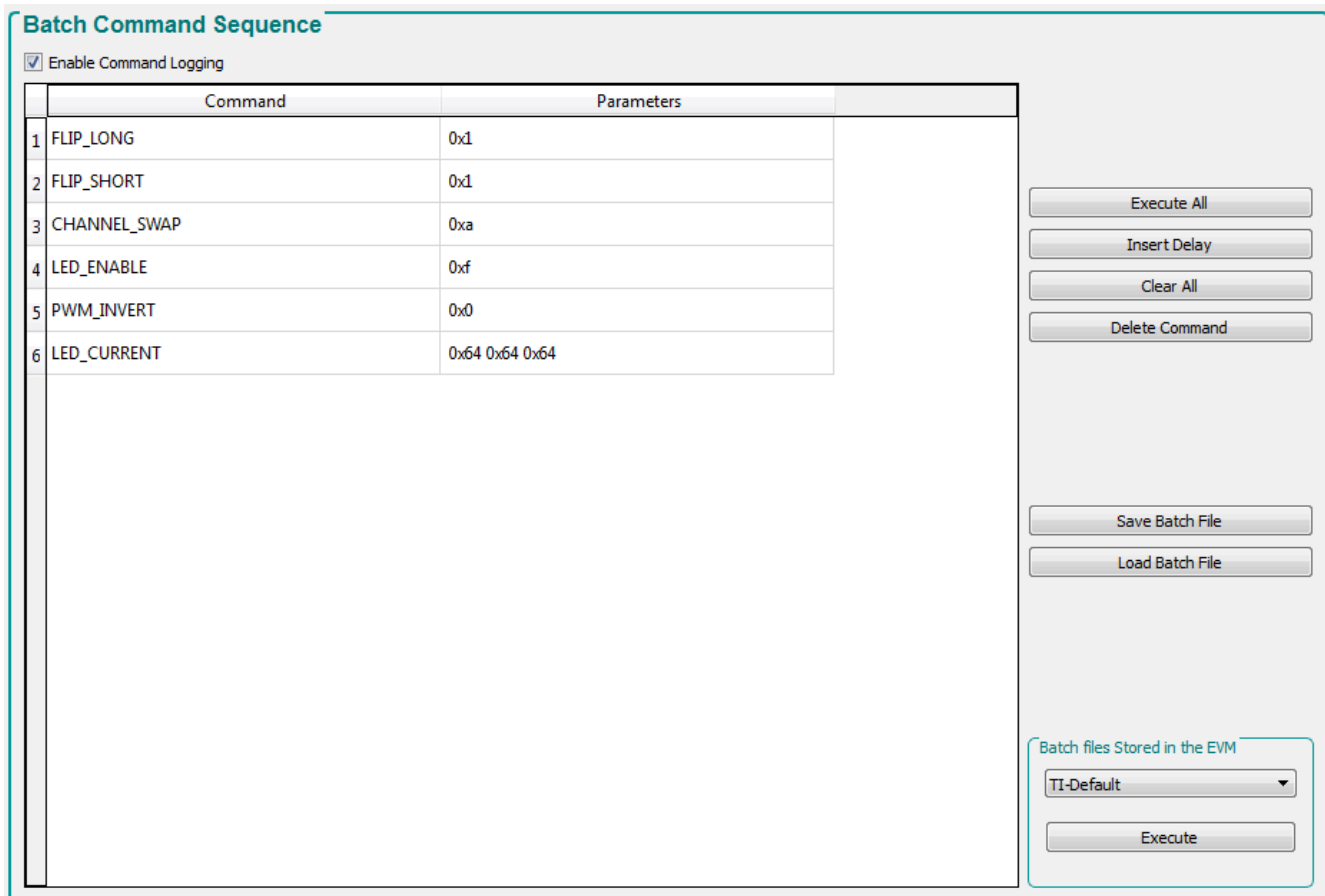 Batch Command Sequence
Enable Command Logging
Command Parameters
1 FLIP_LONG 0x1
2 FLIP_SHORT 0x1
3 CHANNEL_SWAP 0xa
4 LED_ENABLE 0xf
5 PWM_INVERT 0x0
6 LED_CURRENT 0x64 0x64 0x64
Execute All
Insert Delay
Clear All
Delete Command
Save Batch File
Load Batch File
Batch files Stored in the EVM
TI-Default
Execute